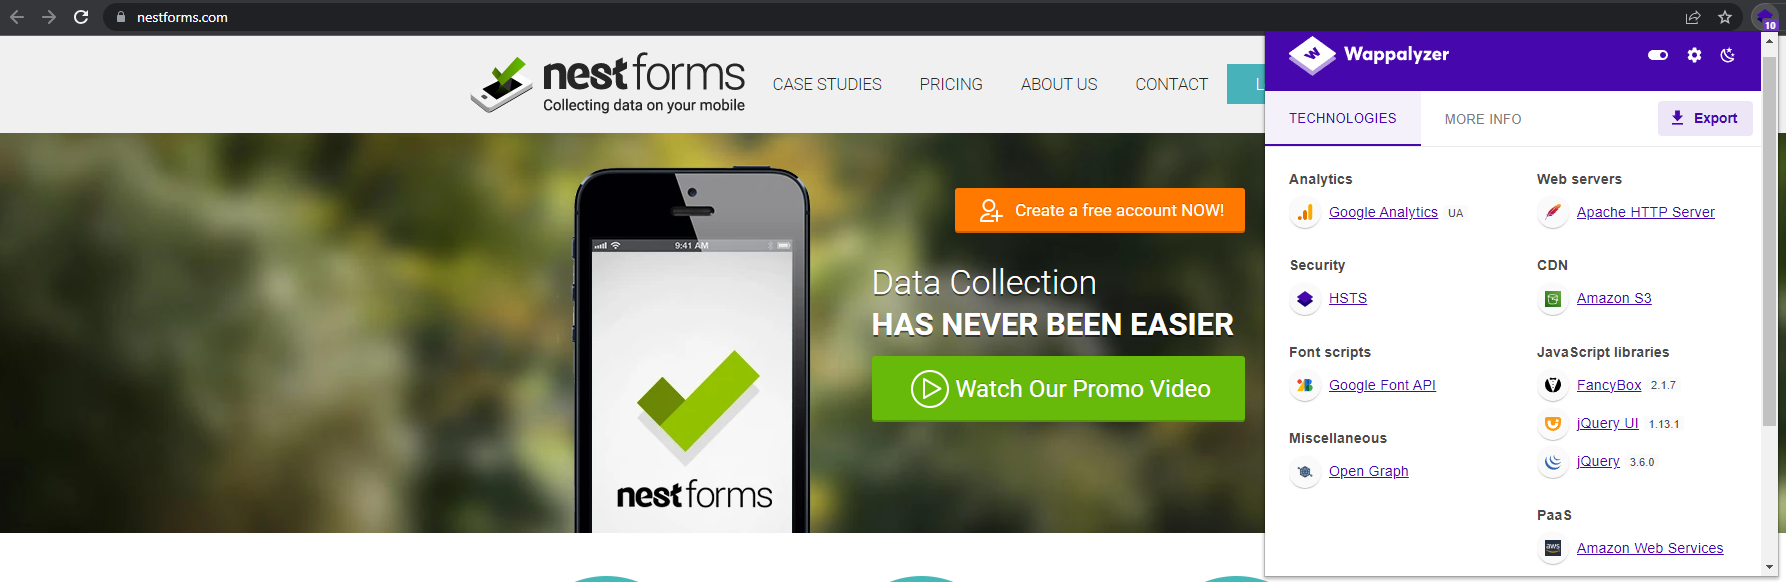 nestforms.com
10
nestforms
Collecting data on your mobile
CASE STUDIES
PRICING
ABOUT US
CONTACT
L
9:41 AM
nestforms
Create a free account NOW!
Data Collection
HAS NEVER BEEN EASIER
Watch Our Promo Video
Wappalyzer
TECHNOLOGIES
MORE INFO
Export
Analytics
Google Analytics UA
Security
HSTS
Font scripts
Google Font API
Miscellaneous
Open Graph
Web servers
Apache HTTP Server
CDN
Amazon S3
JavaScript libraries
FancyBox 2.1.7
jQuery UI 1.13.1
jQuery 3.6.0
PaaS
aws
Amazon Web Services